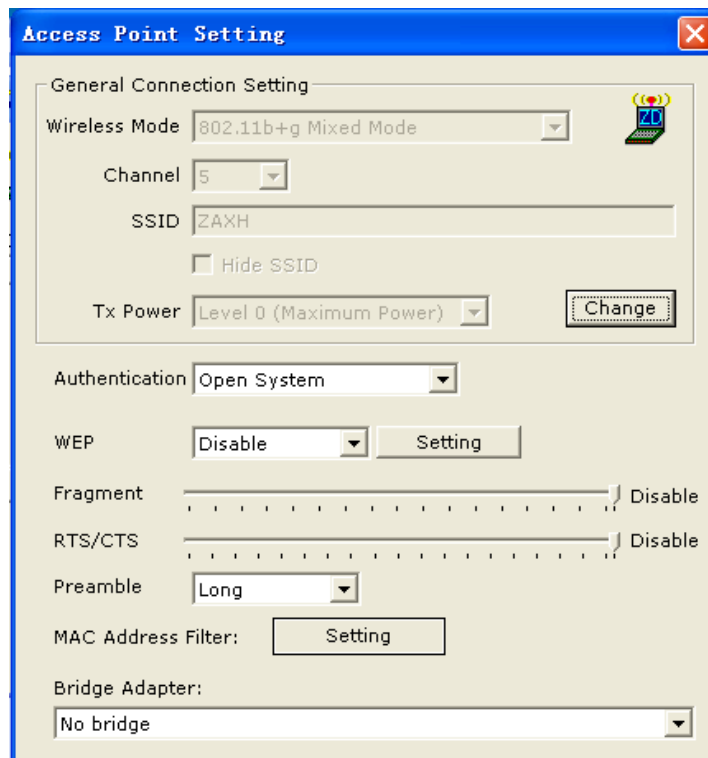 Access Point Setting
General Connection Setting
ZD
Wireless Mode 802.11b+g Mixed Mode
Channel 5
SSID ZAXH
Hide SSID
Tx Power Level 0 (Maximum Power) Change
Authentication Open System
WEP Disable Setting
Fragment Disable
RTS/CTS Disable
Preamble Long
MAC Address Filter: Setting
Bridge Adapter:
No bridge